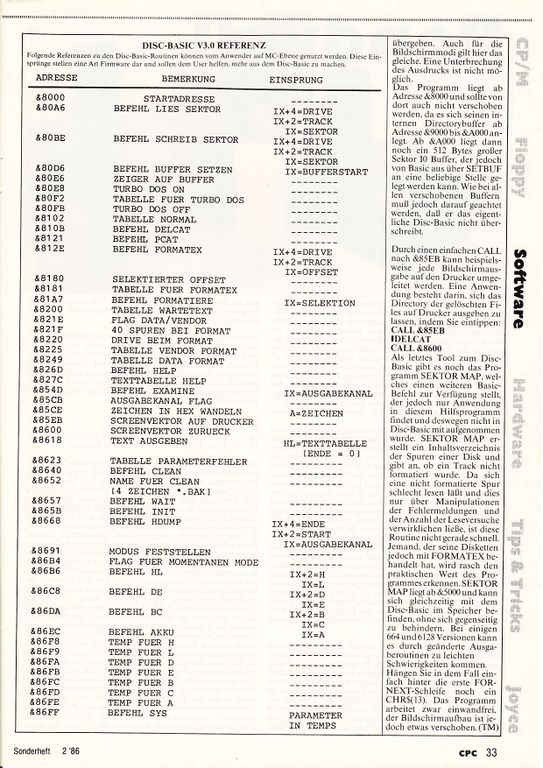 DISC-BASIC V3.0 REFERENZ
Folgende Referenzen zu den Disc-Basic-Routinen können vom Anwender auf MC-Ebene genutzt werden. Diese Ein-
sprünge stellen eine Art Firmware dar und sollen dem User helfen, mehr aus dem Disc-Basic zu machen.
ADRESSE BEMERKUNG EINSPRUNG
&8000 STARTADRESSE --------
&80A6 BEFEHL LIES SEKTOR IX+4=DRIVE
IX+2=TRACK
IX=SEKTOR
&80BE BEFEHL SCHREIB SEKTOR IX+4=DRIVE
IX+2=TRACK
IX=SEKTOR
&80D6 BEFEHL BUFFER SETZEN IX=BUFFERSTART
&80E6 ZEIGER AUF BUFFER --------
&80E8 TURBO DOS ON --------
&80F2 TABELLE FUER TURBO DOS --------
&80FB TURBO DOS OFF --------
&8102 TABELLE NORMAL --------
&810B BEFEHL DELCAT --------
&8121 BEFEHL PCAT --------
&812E BEFEHL FORMATEX IX+4=DRIVE
IX+2=TRACK
IX=OFFSET
&8180 SELEKTIERTER OFFSET --------
&8181 TABELLE FUER FORMATEX --------
&81A7 BEFEHL FORMATIERE IX=SELEKTION
&8200 TABELLE WARTETEXT --------
&821E FLAG DATA/VENDOR --------
&821F 40 SPUREN BEI FORMAT --------
&8220 DRIVE BEIM FORMAT --------
&8225 TABELLE VENDOR FORMAT --------
&8249 TABELLE DATA FORMAT --------
&826D BEFEHL HELP --------
&827C TEXTTABELLE HELP --------
&854D BEFEHL EXAMINE IX=AUSGABEKANAL
&85CB AUSGABEKANAL FLAG --------
&85CE ZEICHEN IN HEX WANDELN A=ZEICHEN
&85EB SCREENVEKTOR AUF DRUCKER --------
&8600 SCREENVEKTOR ZURUECK --------
&8618 TEXT AUSGEBEN HL=TEXTTABELLE
[ENDE = 0]
&8623 TABELLE PARAMETERFEHLER --------
&8640 BEFEHL CLEAN --------
&8652 NAME FUER CLEAN --------
[4 ZEICHEN *.BAK]
&8657 BEFEHL WAIT --------
&865B BEFEHL INIT --------
&8668 BEFEHL HDUMP IX+4=ENDE
IX+2=START
IX=AUSGABEKANAL
&8691 MODUS FESTSTELLEN --------
&86B4 FLAG FUER MOMENTANEN MODE --------
&86B6 BEFEHL HL IX+2=H
IX=L
&86C8 BEFEHL DE IX+2=D
IX=E
&86DA BEFEHL BC IX+2=B
IX=C
&86EC BEFEHL AKKU IX=A
&86F8 TEMP FUER H --------
&86F9 TEMP FUER L --------
&86FA TEMP FUER D --------
&86FB TEMP FUER E --------
&86FC TEMP FUER B --------
&86FD TEMP FUER C --------
&86FE TEMP FUER A --------
&86FF BEFEHL SYS PARAMETER
IN TEMPS
übergeben. Auch für die
Bildschirmmodi gilt hier das
gleiche. Eine Unterbrechung
des Ausdrucks ist nicht mö-
glich.
Das Programm liegt ab
Adresse &8000 und sollte von
dort auch nicht verschoben
werden, da es sich seinen in-
ternen Directorybuffer ab
Adresse &9000 bis &A000 an-
legt. Ab &A000 liegt dann
noch ein 512 Bytes großer
Sektor I0 Buffer, der jedoch
von Basic aus über SETBUF
an eine beliebige Stelle ge-
legt werden kann. Wie bei al-
len verschobenen Buffern
muß jedoch darauf geachtet
werden, daß er das eigent-
liche Disc-Basic nicht über-
schreibt.
Durch einen einfachen CALL
nach &85EB kann beispiels-
weise jede Bildschirmaus-
gabe auf den Drucker umge-
leitet werden. Eine Anwen-
dung besteht darin, sich das
Directory der gelöschten Fi-
les auf Drucker ausgeben zu
lassen, indem Sie eintippen:
CALL &85EB
IDELCAT
CALL &8600
Als letztes Tool zum Disc-
Basic gibt es noch das Pro-
gramm SEKTOR MAP, wel-
ches einen weiteren Basic-
Befehl zur Verfügung stellt,
der jedoch nur Anwendung
in diesem Hilfsprogramm
findet und deswegen nicht in
Disc-Basic mit aufgenommen
wurde. SEKTOR MAP er-
stellt ein Inhaltsverzeichnis
der Spuren einer Disk und
gibt an, ob ein Track nicht
formatiert wurde. Da sich
eine nicht formatierte Spur
schlecht lesen läßt und dies
nur über Manipulationen
der Fehlermeldungen und
der Anzahl der Leseversuche
verwirklichen ließe, ist diese
Routine nicht gerade schnell.
Jemand, der seine Disketten
jedoch mit FORMATEX be-
handelt hat, wird rasch den
praktischen Wert des Pro-
grammes erkennen. SEKTOR
MAP liegt ab &5000 und kann
sich gleichzeitig mit dem
Disc-Basic im Speicher be-
finden, ohne sich gegenseitig
zu behindern. Bei einigen
664 und 6128 Versionen kann
es durch geänderte Ausga-
beroutinen zu leichten
Schwierigkeiten kommen.
Hängen Sie in dem Fall ein-
fach hinter die erste FOR-
NEXT-Schleife noch ein
CHR$(13). Das Programm
arbeitet zwar einwandfrei,
der Bildschirmaufbau ist je-
doch etwas verschoben. (TM)
CP/M
Floppy
Software
Hardware
Tips & Tricks
Joyce
Sonderheft 2 '86
CPC 33